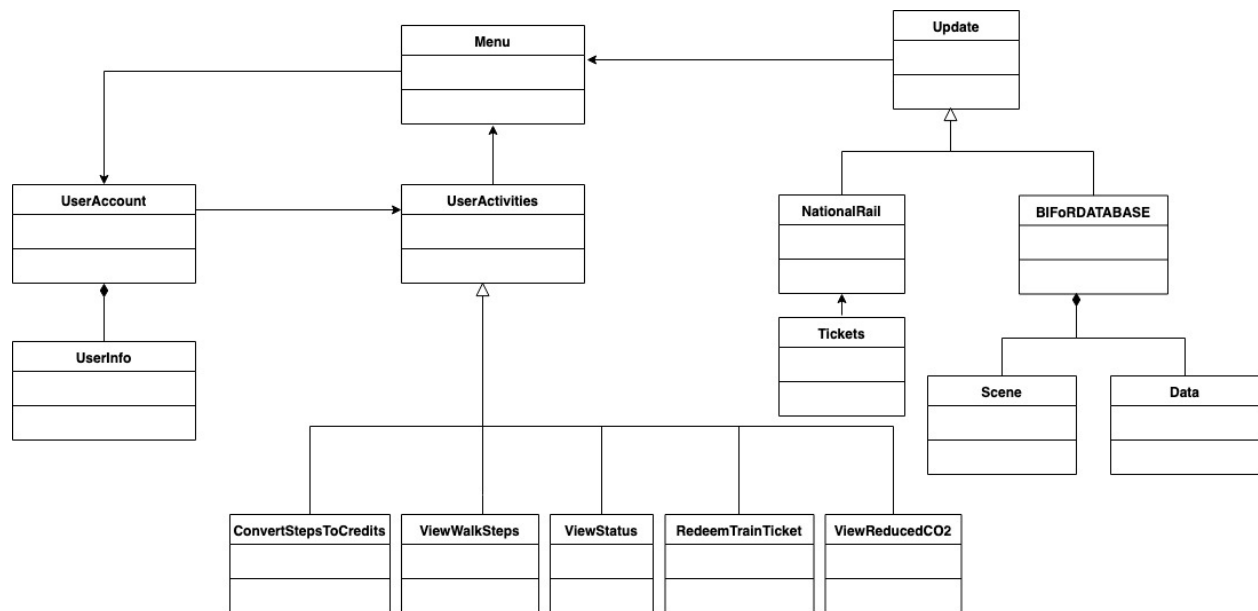 Update
Menu
UserAccount
UserActivities
NationalRail
BIFoRDATABASE
UserInfo
Tickets
Scene
Data
ConvertStepsToCredits
ViewWalkSteps
ViewStatus
RedeemTrainTicket
ViewReducedCO2